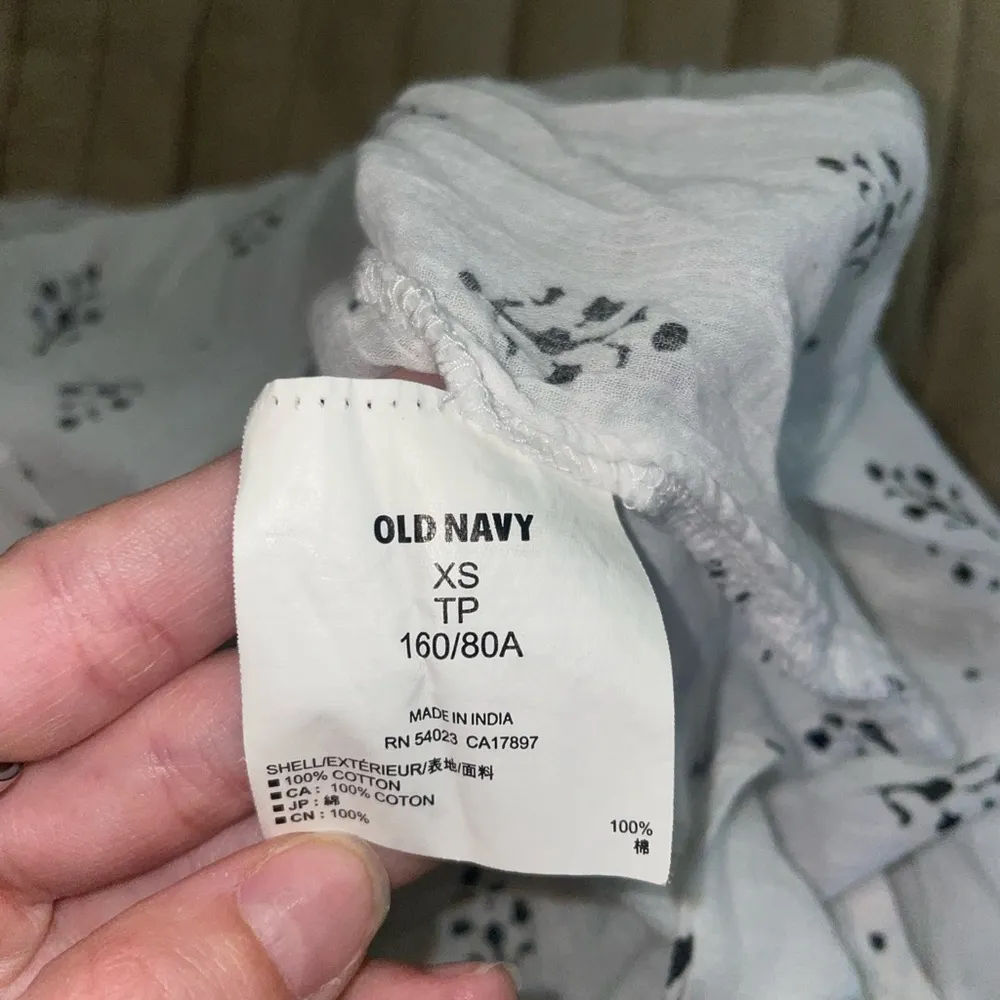 OLD NAVY
XS
TP
160/80A
MADE IN INDIA
RN 54023 CA17897
SHELL/EXTÉRIEUR/表地/面料
■ 100% COTTON
■ CA : 100% COTON
■ JP : 綿
■ CN : 100%
100%
棉